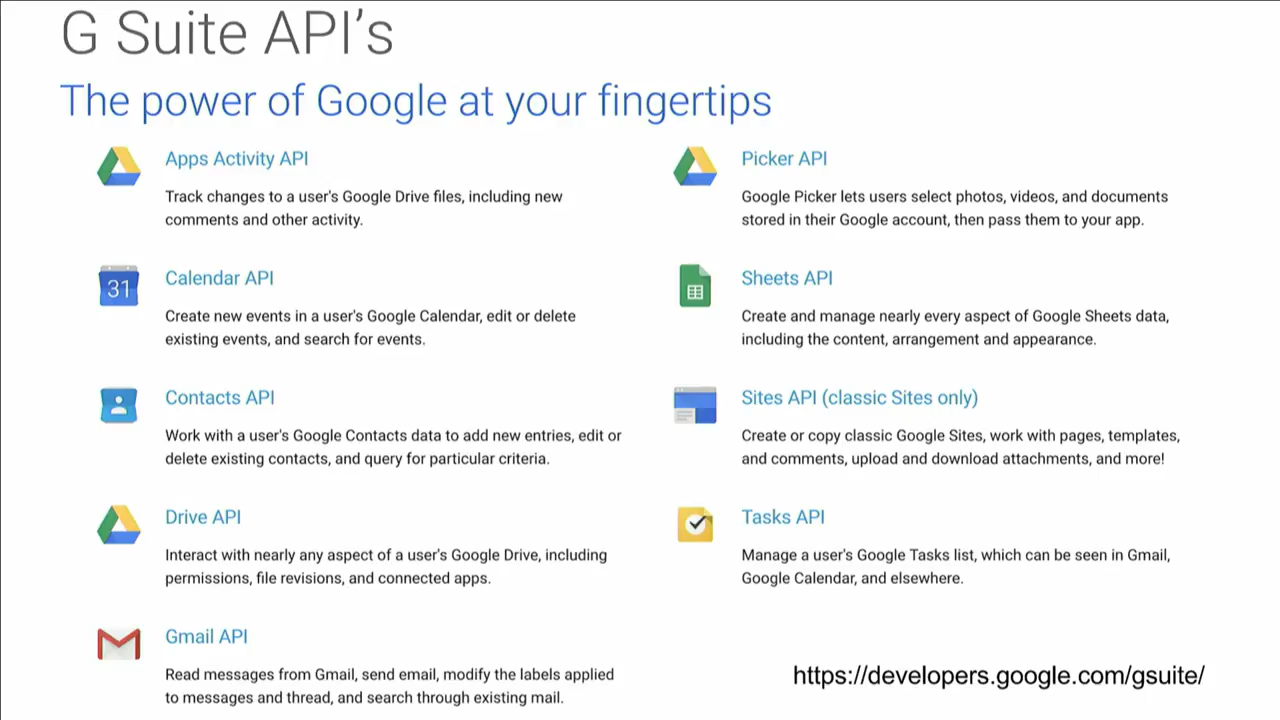 G Suite API's
The power of Google at your fingertips
Apps Activity API
Track changes to a user's Google Drive files, including new
comments and other activity.
31
Calendar API
Create new events in a user's Google Calendar, edit or delete
existing events, and search for events.
Contacts API
Work with a user's Google Contacts data to add new entries, edit or
delete existing contacts, and query for particular criteria.
Drive API
Interact with nearly any aspect of a user's Google Drive, including
permissions, file revisions, and connected apps.
Gmail API
Read messages from Gmail, send email, modify the labels applied
to messages and thread, and search through existing mail.
Picker API
Google Picker lets users select photos, videos, and documents
stored in their Google account, then pass them to your app.
Sheets API
Create and manage nearly every aspect of Google Sheets data,
including the content, arrangement and appearance.
Sites API (classic Sites only)
Create or copy classic Google Sites, work with pages, templates,
and comments, upload and download attachments, and more!
Tasks API
Manage a user's Google Tasks list, which can be seen in Gmail,
Google Calendar, and elsewhere.
https://developers.google.com/gsuite/